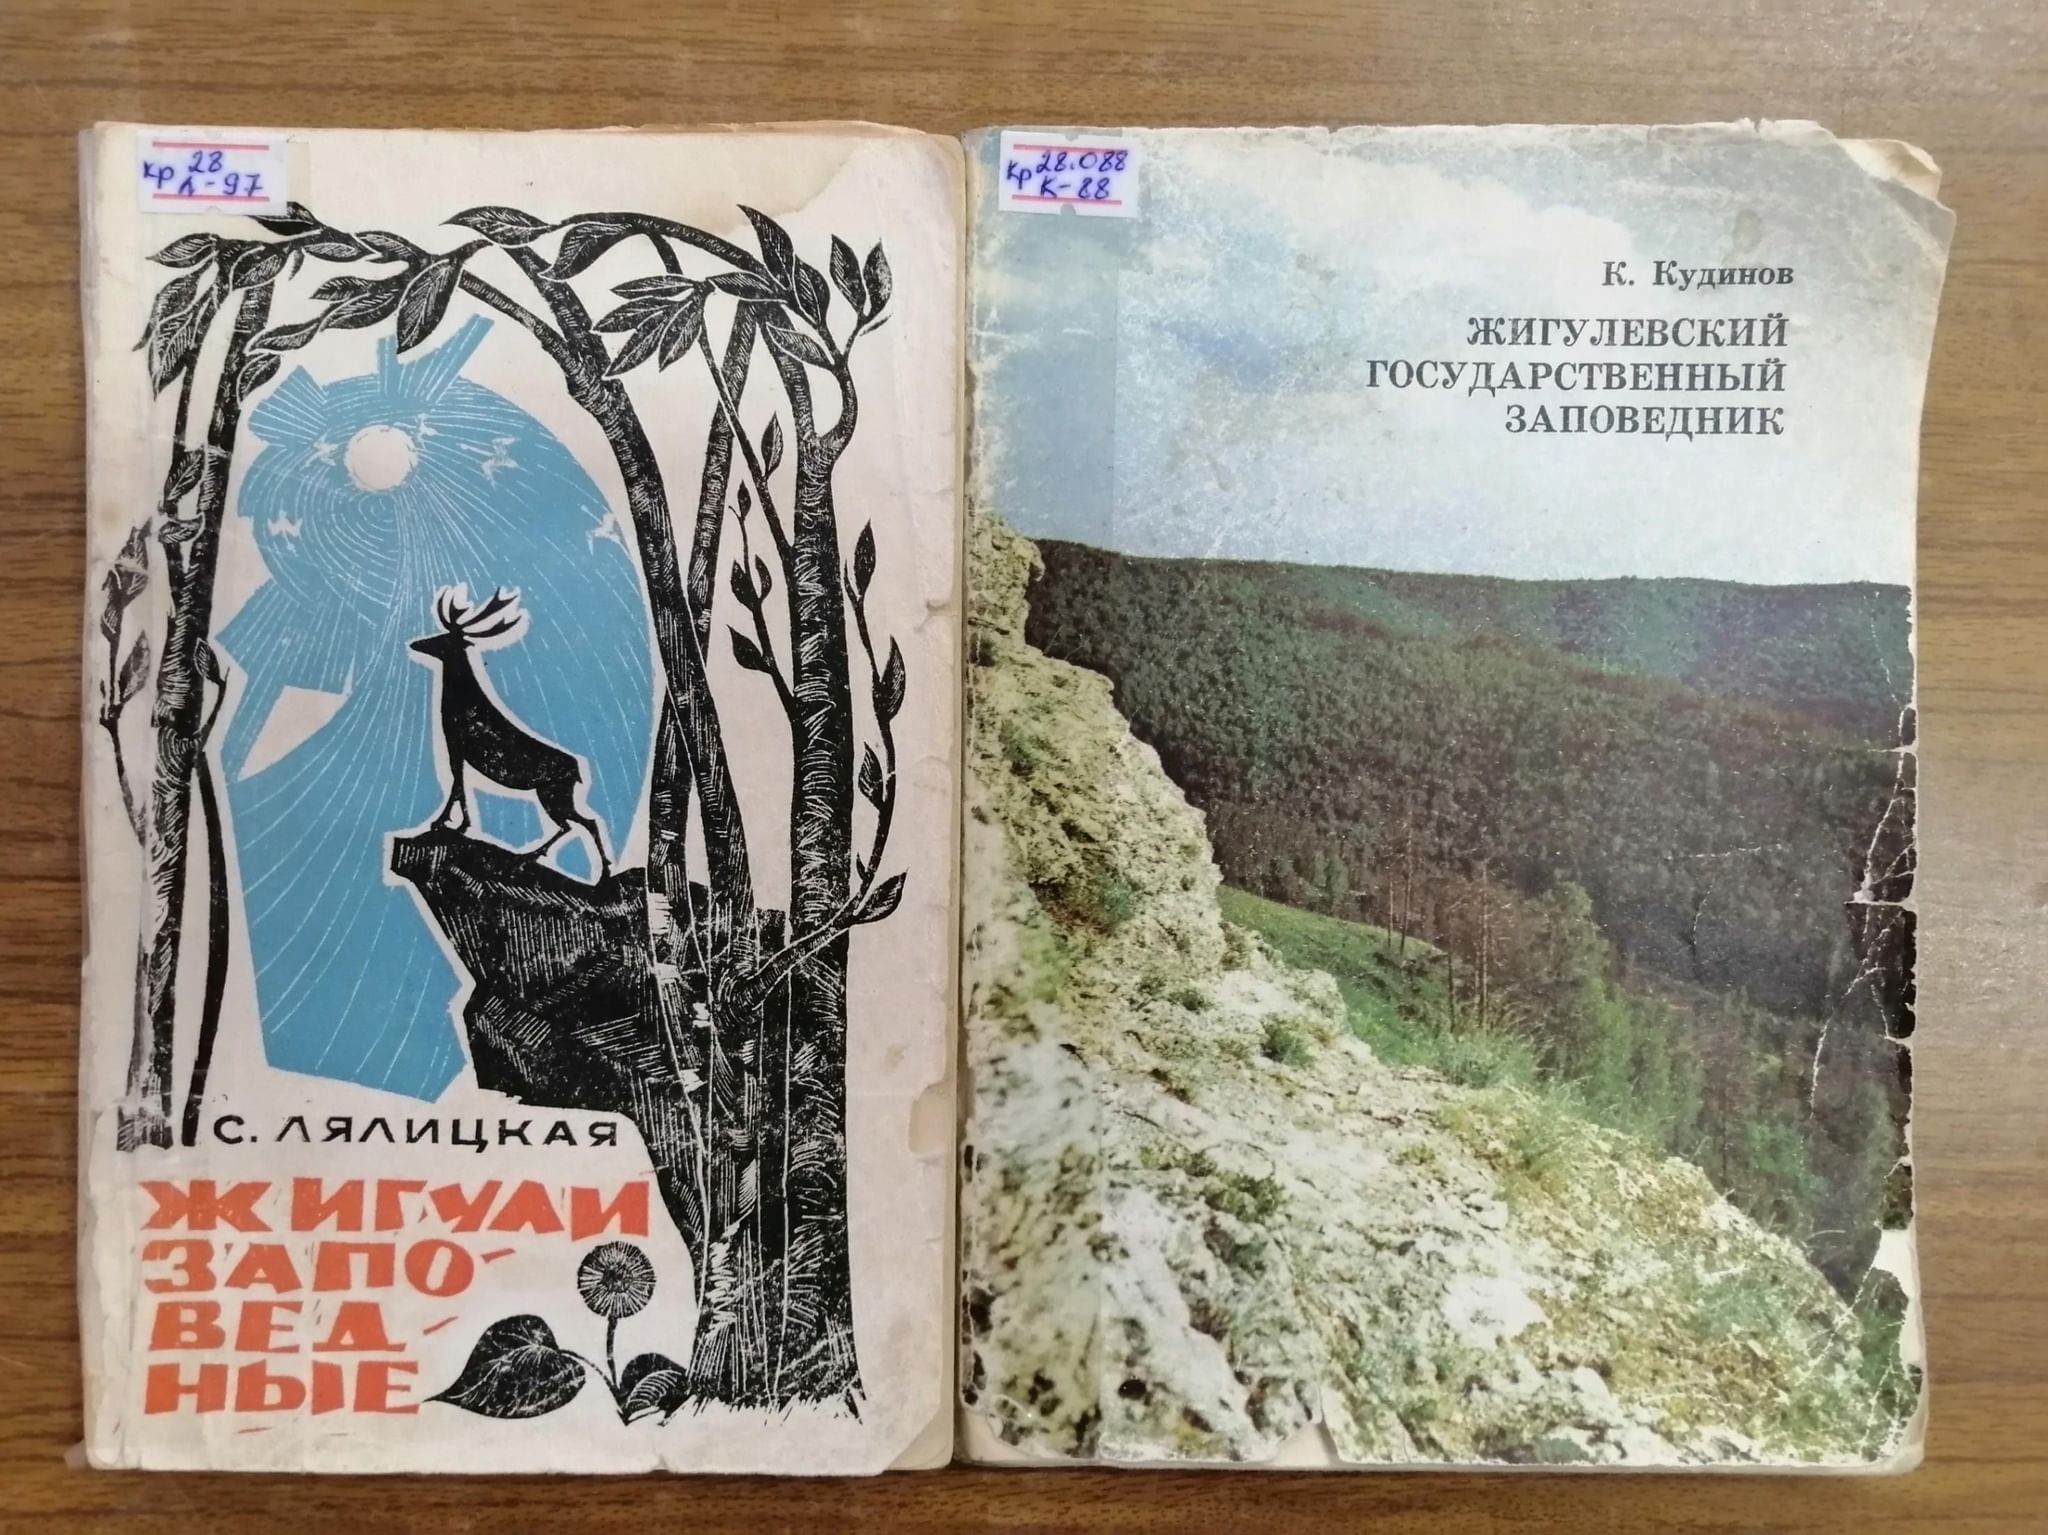 28
кр Л-97
С. ЛЯЛИЦКАЯ
ЖИГУЛИ
ЗАПО-
ВЕД-
НЫЕ
кр 28.088
К-88
К. Кудинов
ЖИГУЛЕВСКИЙ
ГОСУДАРСТВЕННЫЙ
ЗАПОВЕДНИК